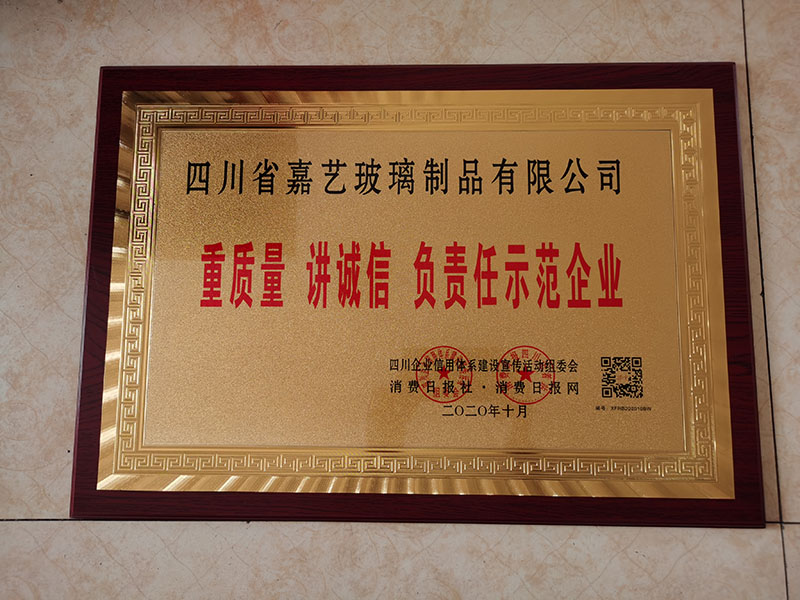 四川省嘉艺玻璃制品有限公司
重质量 讲诚信 负责任示范企业
四川企业信用体系建设宣传活动组委会
消费日报社·消费日报网
二〇二〇年十月
编号